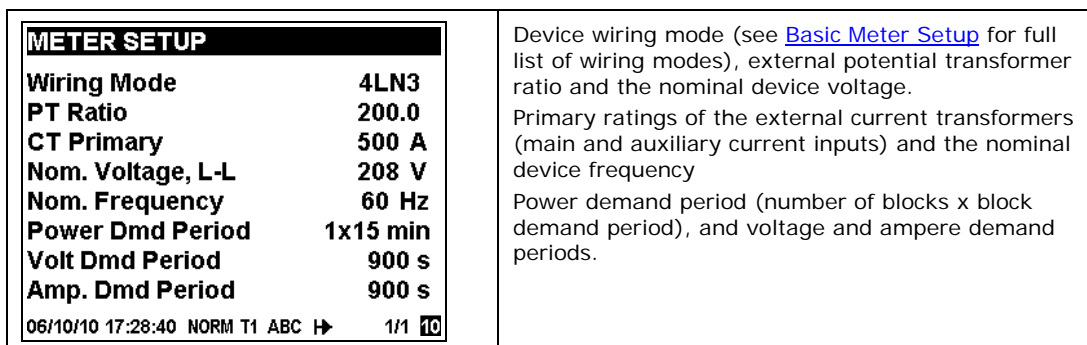 METER SETUP
Wiring Mode 4LN3
PT Ratio 200.0
CT Primary 500 A
Nom. Voltage, L-L 208 V
Nom. Frequency 60 Hz
Power Dmd Period 1x15 min
Volt Dmd Period 900 s
Amp. Dmd Period 900 s
06/10/10 17:28:40 NORM T1 ABC 1/1 10
Device wiring mode (see Basic Meter Setup for full
list of wiring modes), external potential transformer
ratio and the nominal device voltage.
Primary ratings of the external current transformers
(main and auxiliary current inputs) and the nominal
device frequency
Power demand period (number of blocks x block
demand period), and voltage and ampere demand
periods.